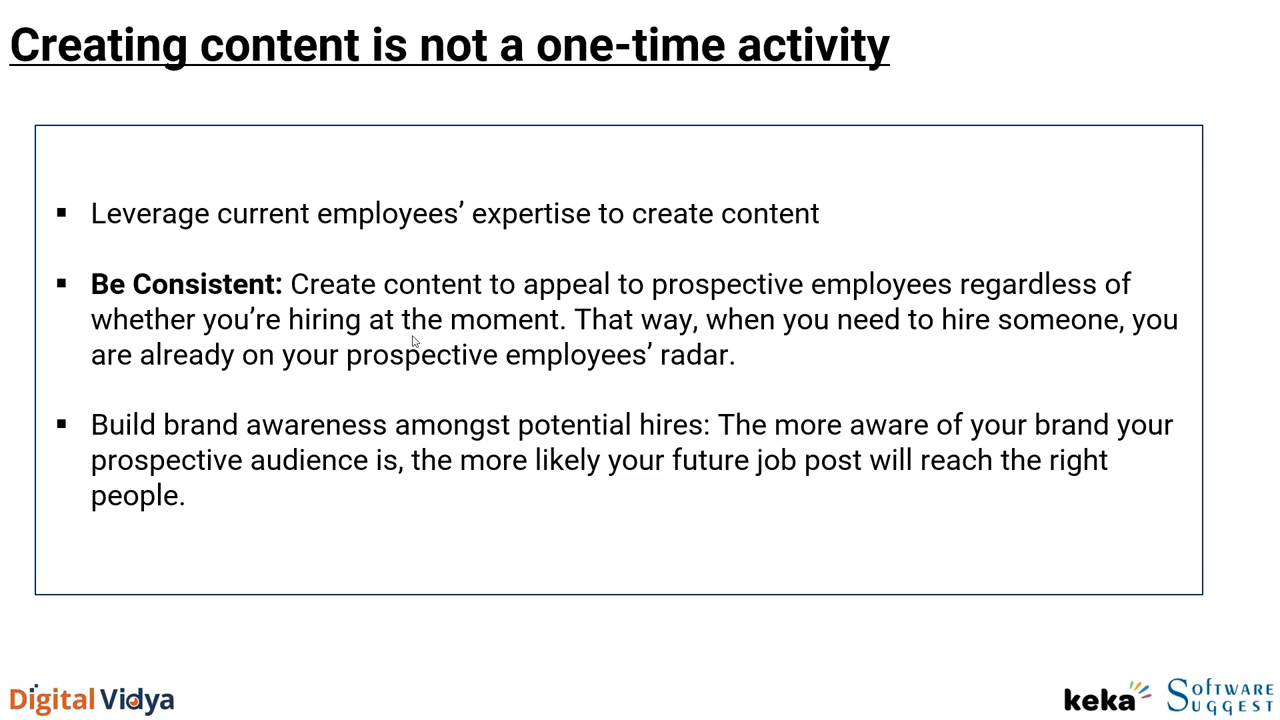 Creating content is not a one-time activity
▪ Leverage current employees’ expertise to create content
▪ Be Consistent: Create content to appeal to prospective employees regardless of
whether you’re hiring at the moment. That way, when you need to hire someone, you
are already on your prospective employees’ radar.
▪ Build brand awareness amongst potential hires: The more aware of your brand your
prospective audience is, the more likely your future job post will reach the right
people.
Digital Vidya
keka
SOFTWARE
SUGGEST